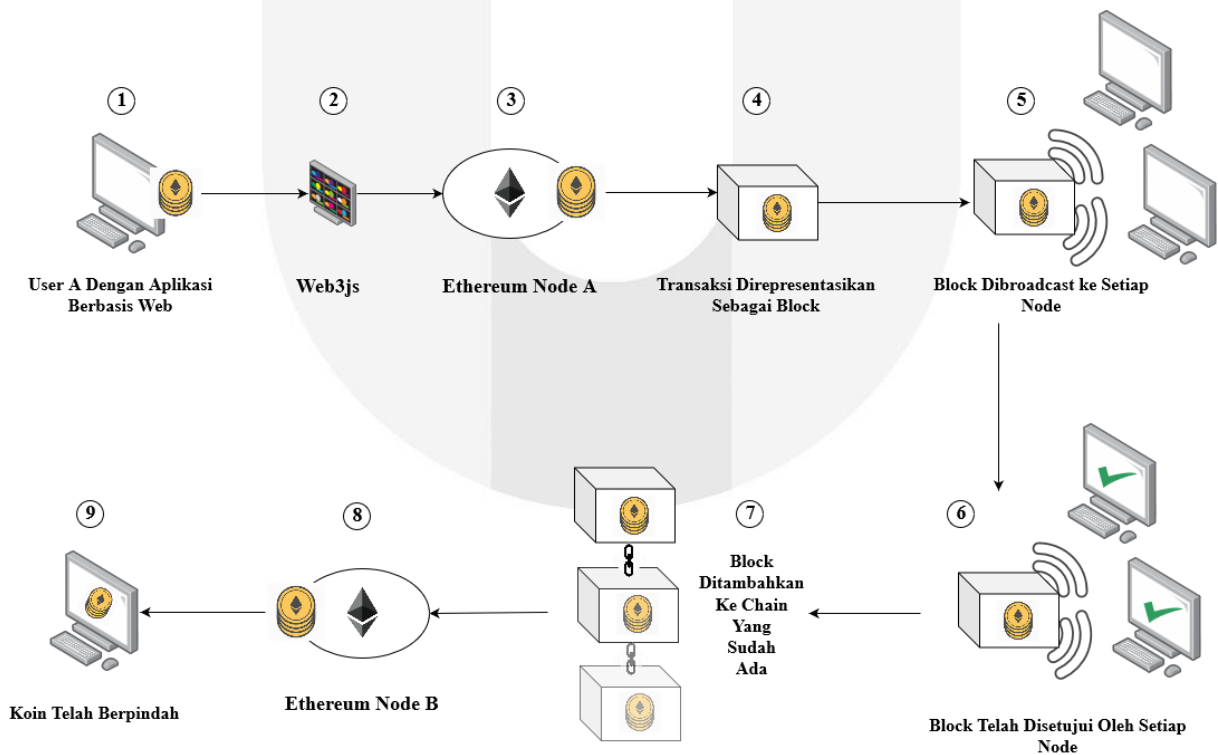 1
2
3
4
5
User A Dengan Aplikasi
Berbasis Web
Web3js
Ethereum Node A
Transaksi Direpresentasikan
Sebagai Block
Block Dibroadcast ke Setiap
Node
6
Block Telah Disetujui Oleh Setiap
Node
7
Block
Ditambahkan
Ke Chain
Yang
Sudah
Ada
8
Ethereum Node B
9
Koin Telah Berpindah